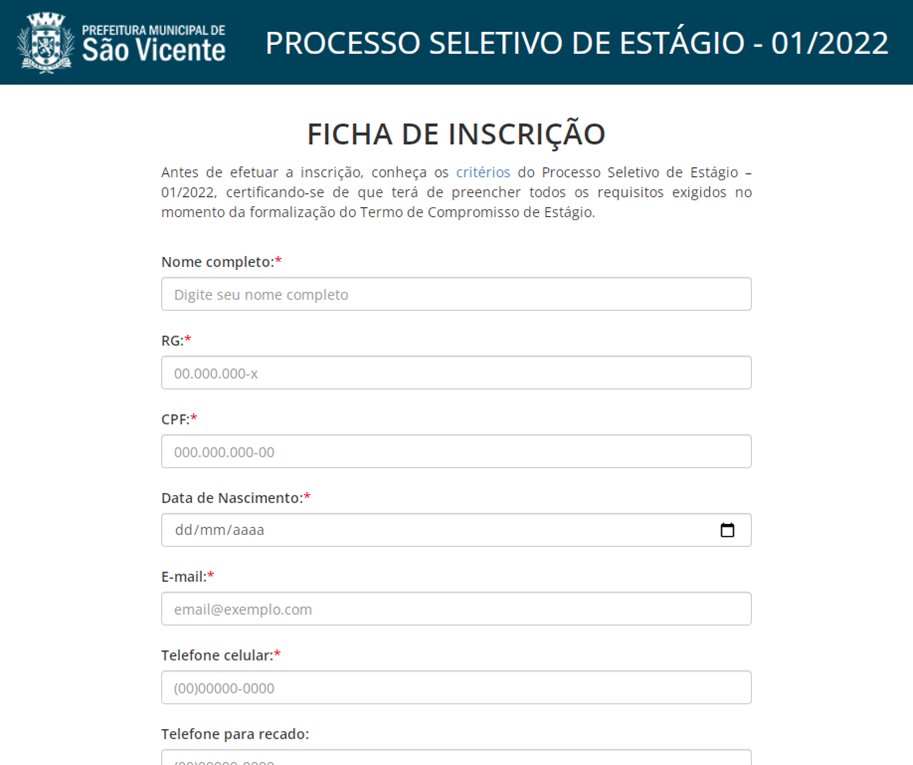 PREFEITURA MUNICIPAL DE
São Vicente
PROCESSO SELETIVO DE ESTÁGIO - 01/2022
FICHA DE INSCRIÇÃO
Antes de efetuar a inscrição, conheça os critérios do Processo Seletivo de Estágio –
01/2022, certificando-se de que terá de preencher todos os requisitos exigidos no
momento da formalização do Termo de Compromisso de Estágio.
Nome completo:*
Digite seu nome completo
RG:*
00.000.000-x
CPF:*
000.000.000-00
Data de Nascimento:*
dd/mm/aaaa
E-mail:*
email@exemplo.com
Telefone celular:*
(00)00000-0000
Telefone para recado:
(00)00000-0000